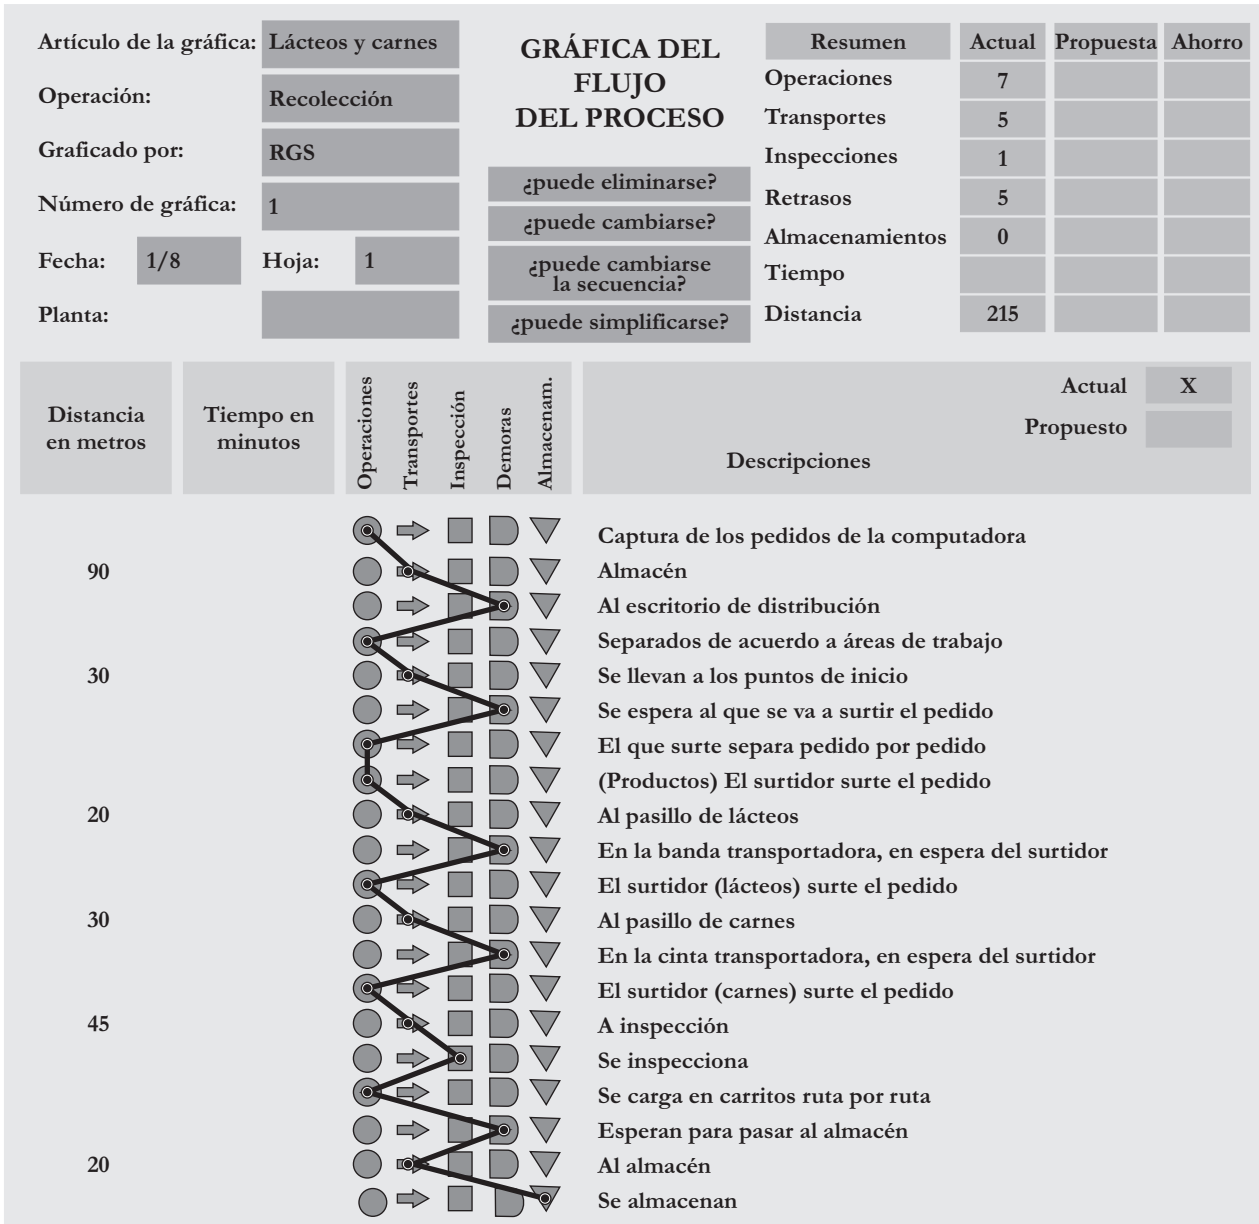 Artículo de la gráfica: Lácteos y carnes
Operación: Recolección
Graficado por: RGS
Número de gráfica: 1
Fecha: 1/8 Hoja: 1
Planta:
GRÁFICA DEL
FLUJO
DEL PROCESO
¿puede eliminarse?
¿puede cambiarse?
¿puede cambiarse
la secuencia?
¿puede simplificarse?
Resumen Actual Propuesta Ahorro
Operaciones 7
Transportes 5
Inspecciones 1
Retrasos 5
Almacenamientos 0
Tiempo
Distancia 215
Distancia
en metros
Tiempo en
minutos
Operaciones
Transportes
Inspección
Demoras
Almacenam.
Actual X
Propuesto
Descripciones
Captura de los pedidos de la computadora
90 Almacén
Al escritorio de distribución
Separados de acuerdo a áreas de trabajo
30 Se llevan a los puntos de inicio
Se espera al que se va a surtir el pedido
El que surte separa pedido por pedido
(Productos) El surtidor surte el pedido
20 Al pasillo de lácteos
En la banda transportadora, en espera del surtidor
El surtidor (lácteos) surte el pedido
30 Al pasillo de carnes
En la cinta transportadora, en espera del surtidor
El surtidor (carnes) surte el pedido
45 A inspección
Se inspecciona
Se carga en carritos ruta por ruta
Esperan para pasar al almacén
20 Al almacén
Se almacenan